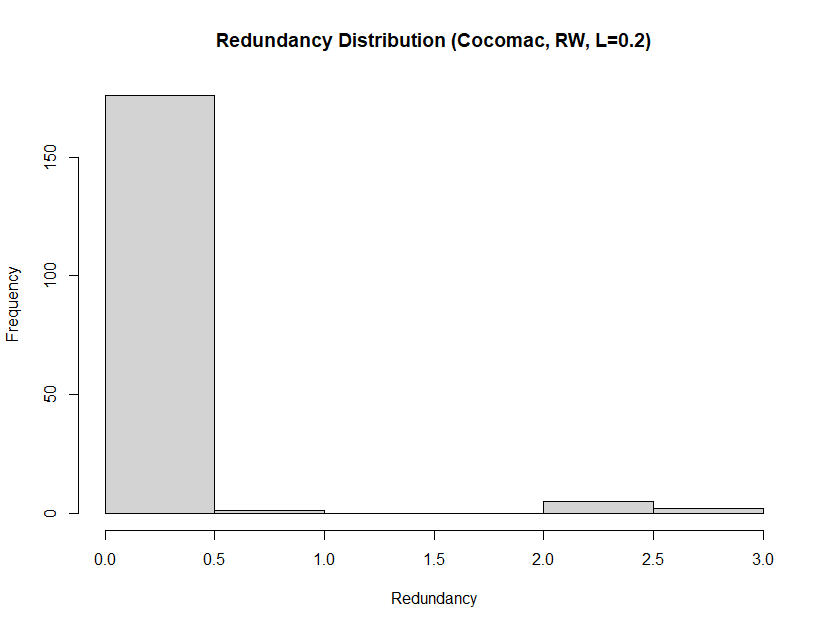 Redundancy Distribution (Cocomac, RW, L=0.2)
Frequency
150
100
50
0
0.0 0.5 1.0 1.5 2.0 2.5 3.0
Redundancy